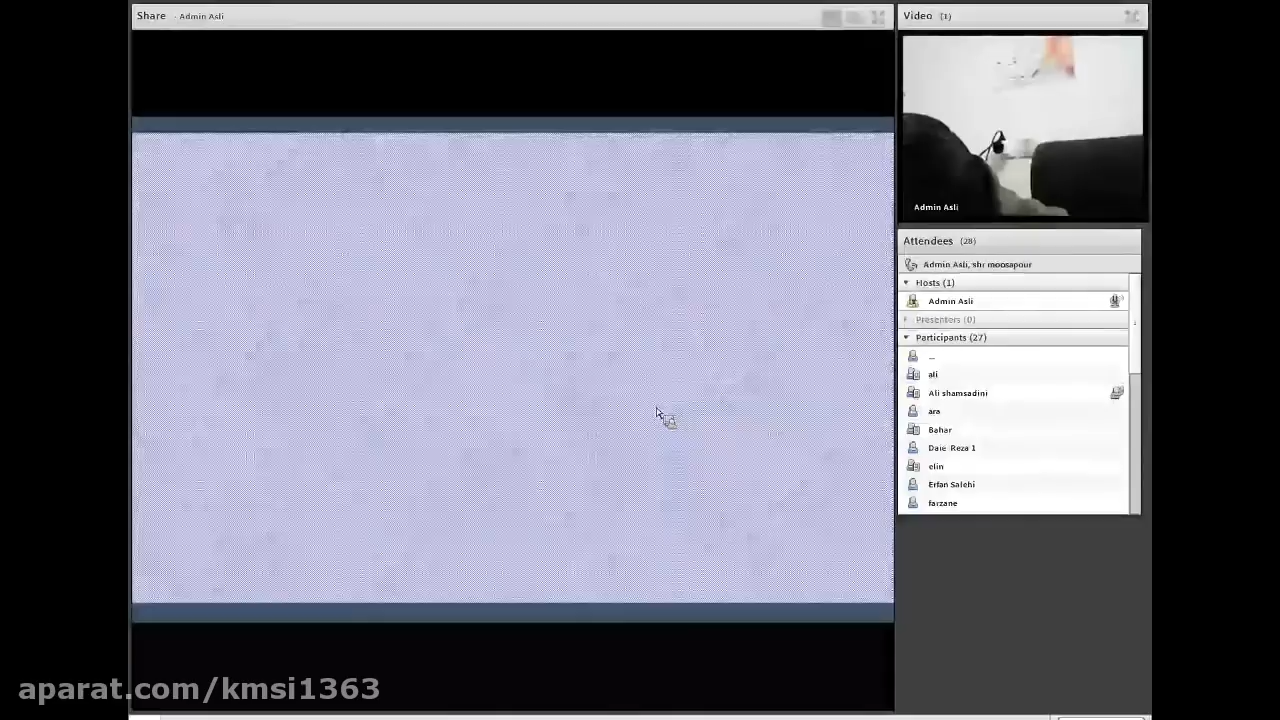 Share - Admin Asli
Video (1)
Admin Asli
Attendees (28)
Admin Asli, shr moosapour
Hosts (1)
Admin Asli
Presenters (0)
Participants (27)
...
ali
Ali shamsadini
ara
Bahar
Daie Reza 1
elin
Erfan Salehi
farzane
aparat.com/kmsi1363